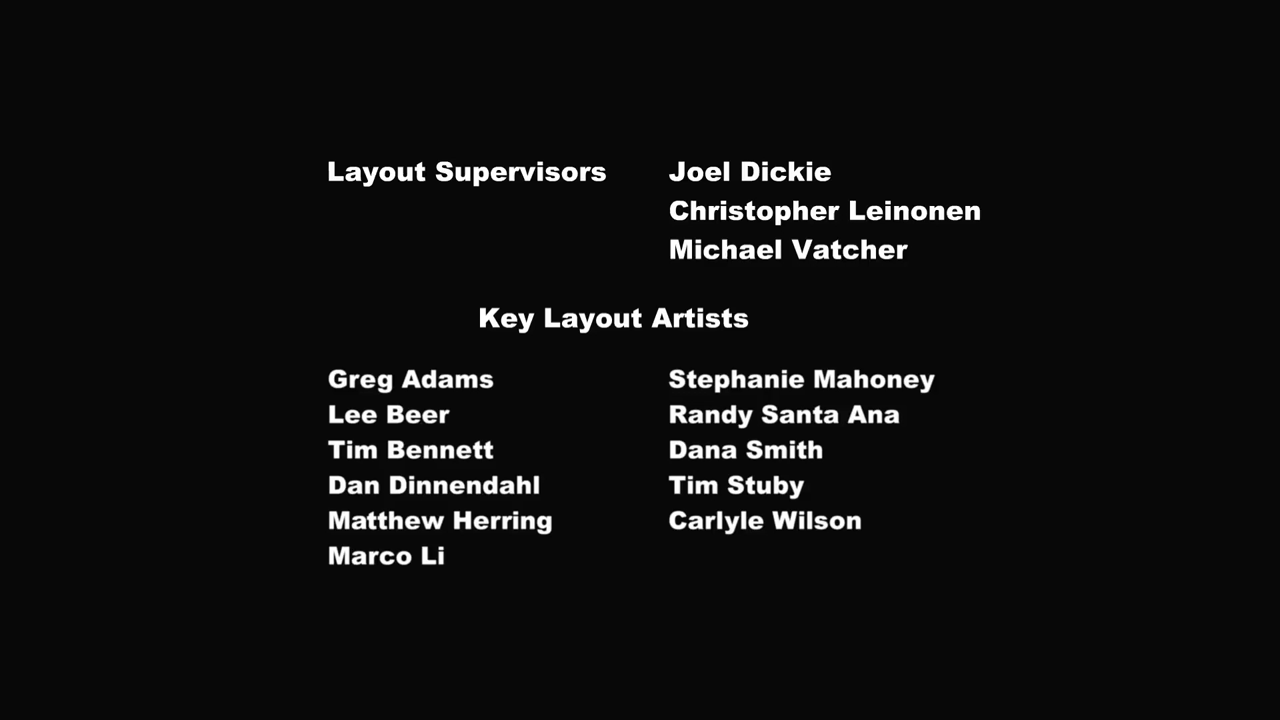 Layout Supervisors Joel Dickie
Christopher Leinonen
Michael Vatcher
Key Layout Artists
Greg Adams Stephanie Mahoney
Lee Beer Randy Santa Ana
Tim Bennett Dana Smith
Dan Dinnendahl Tim Stuby
Matthew Herring Carlyle Wilson
Marco Li